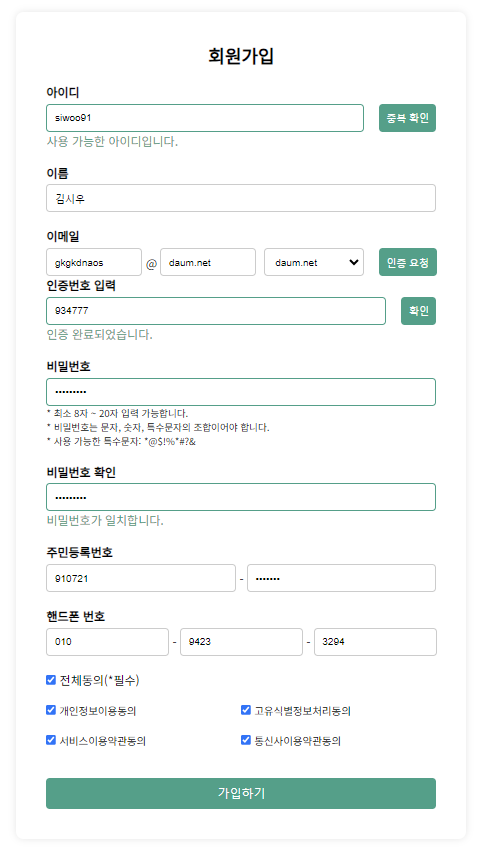 회원가입
아이디
siwoo91 중복 확인
사용 가능한 아이디입니다.
이름
김시우
이메일
gkgkdnaos @ daum.net daum.net 인증 요청
인증번호 입력
934777 확인
인증 완료되었습니다.
비밀번호
•••••••••
* 최소 8자 ~ 20자 입력 가능합니다.
* 비밀번호는 문자, 숫자, 특수문자의 조합이어야 합니다.
* 사용 가능한 특수문자: *@$!%*#?&
비밀번호 확인
•••••••••
비밀번호가 일치합니다.
주민등록번호
910721 - •••••••
핸드폰 번호
010 - 9423 - 3294
전체동의(*필수)
개인정보이용동의 고유식별정보처리동의
서비스이용약관동의 통신사이용약관동의
가입하기